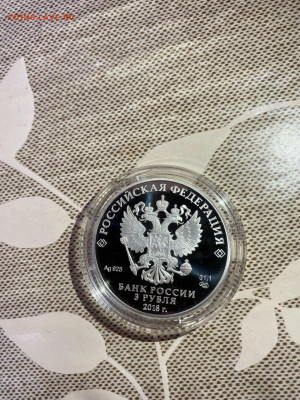 РОССИЙСКАЯ ФЕДЕРАЦИЯ
Ag 925
31,1
БАНК РОССИИ
3 РУБЛЯ
2018 г.